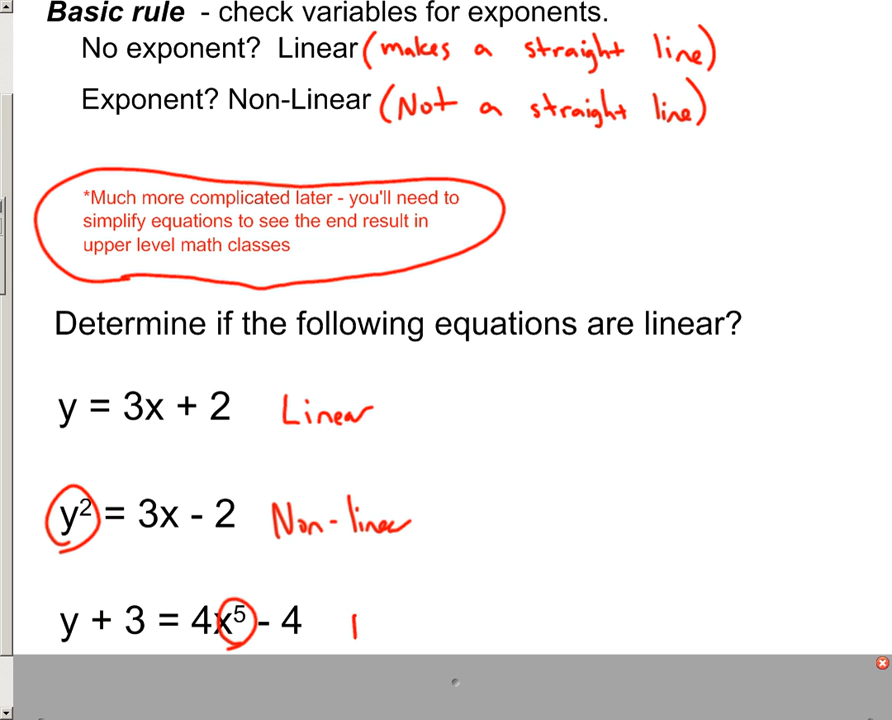 Basic rule - check variables for exponents.
No exponent? Linear (makes a straight line)
Exponent? Non-Linear (Not a straight line)
*Much more complicated later - you'll need to
simplify equations to see the end result in
upper level math classes
Determine if the following equations are linear?
y = 3x + 2 Linear
y² = 3x - 2 Non-linear
y + 3 = 4x⁵ - 4